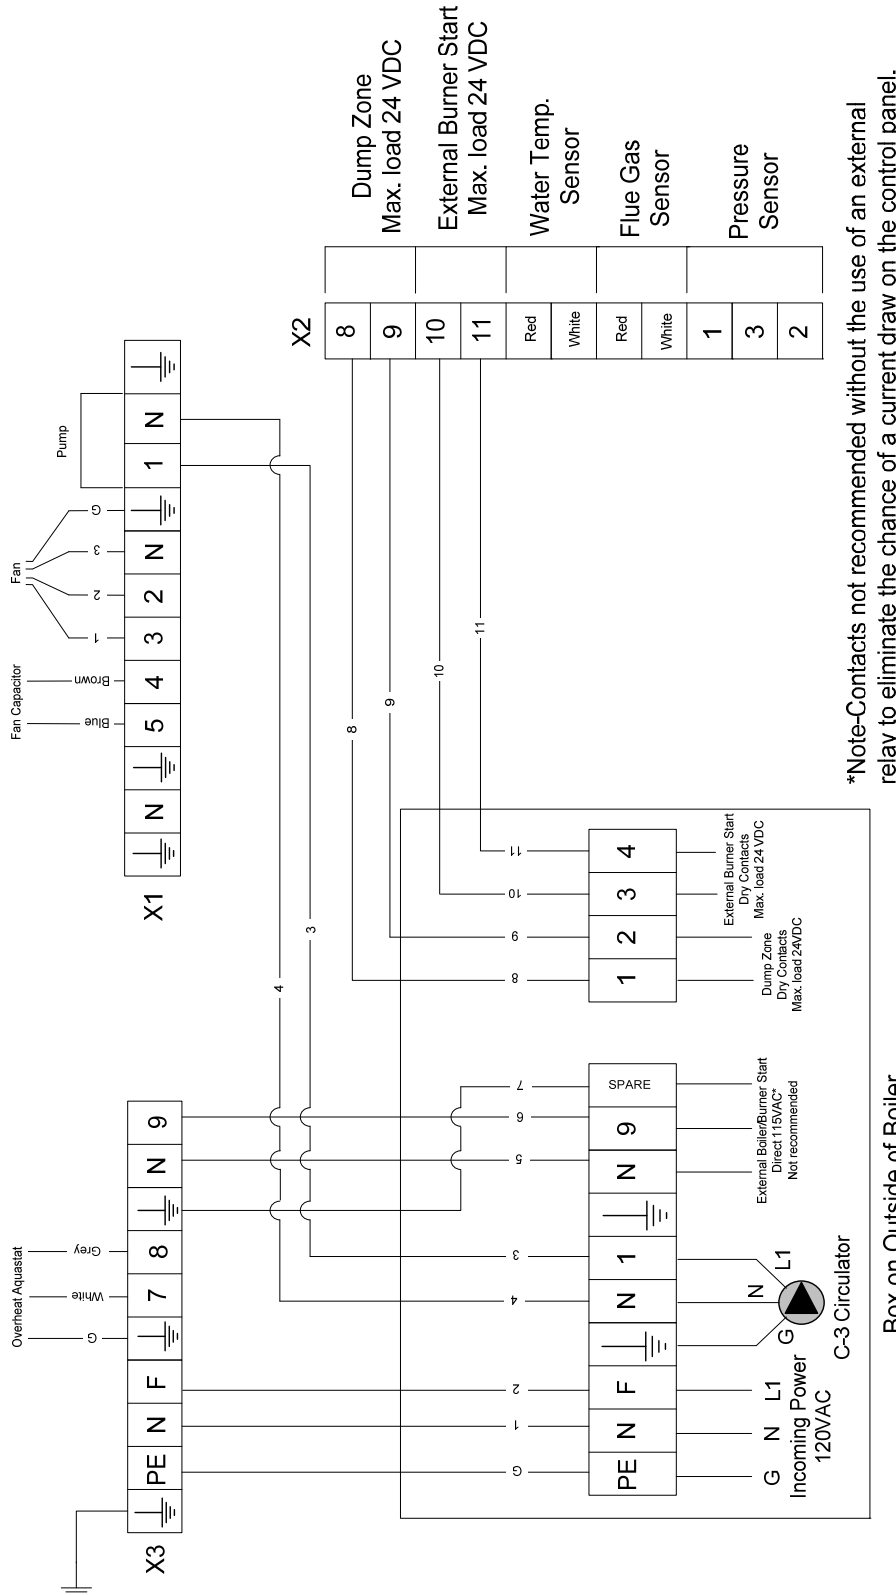 Dump Zone
Max. load 24 VDC
External Burner Start
Max. load 24 VDC
Water Temp.
Sensor
Flue Gas
Sensor
Pressure
Sensor
X2
8
9
10
11
Red
White
Red
White
1
3
2
Pump
Fan
Fan Capacitor
G
3
2
1
Brown
Blue
N
1
N
2
3
4
5
N
X1
8
9
10
11
4
3
*Note-Contacts not recommended without the use of an external
relay to eliminate the chance of a current draw on the control panel.
Overheat Aquastat
Grey
White
G
9
N
8
7
F
N
PE
X3
11
10
9
8
7
6
5
3
4
2
1
G
4
3
2
1
External Burner Start
Dry Contacts
Max. load 24 VDC
Dump Zone
Dry Contacts
Max. load 24VDC
SPARE
9
N
1
N
F
N
PE
External Boiler/Burner Start
Direct 115VAC*
Not recommended
L1
N
G
C-3 Circulator
G N L1
Incoming Power
120VAC
Box on Outside of Boiler